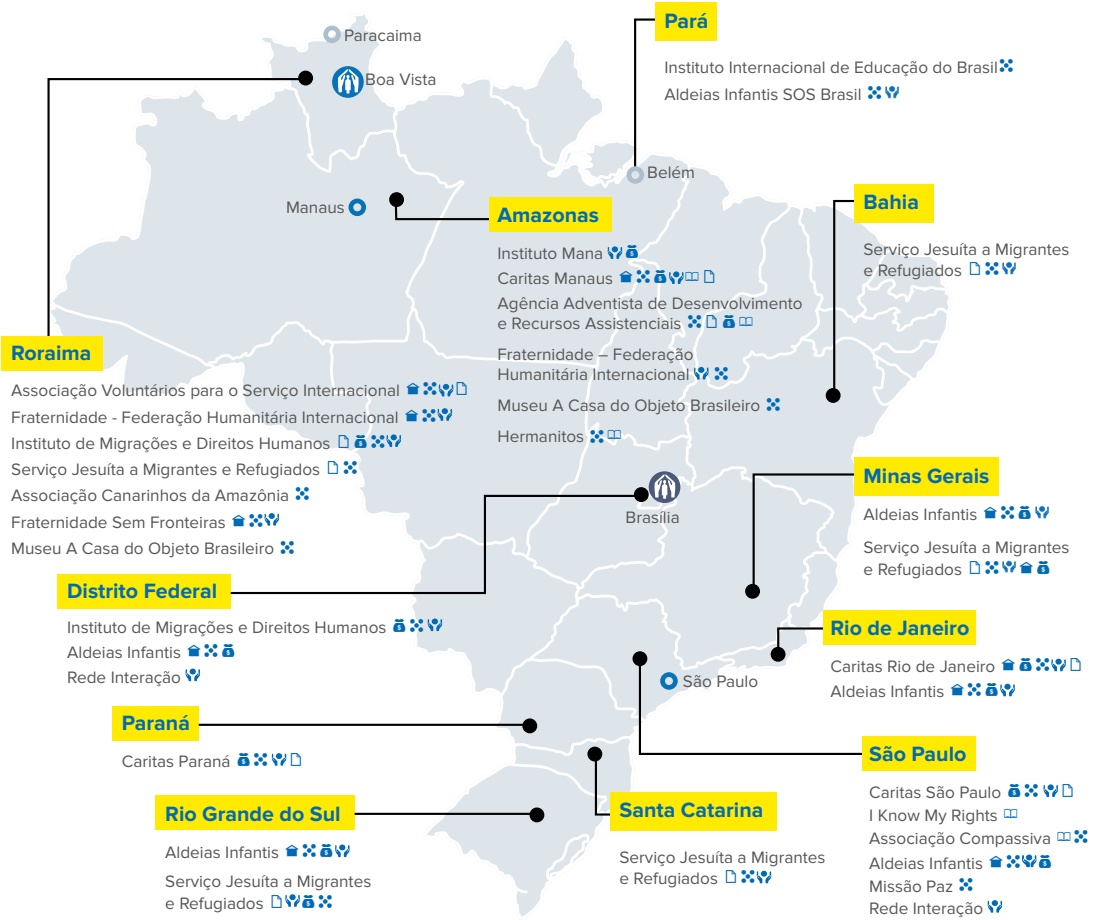 Paracaima
Boa Vista
Manaus
Belém
Brasília
São Paulo
Pará
Instituto Internacional de Educação do Brasil
Aldeias Infantis SOS Brasil
Amazonas
Instituto Mana
Caritas Manaus
Agência Adventista de Desenvolvimento
e Recursos Assistenciais
Fraternidade – Federação
Humanitária Internacional
Museu A Casa do Objeto Brasileiro
Hermanitos
Bahia
Serviço Jesuíta a Migrantes
e Refugiados
Roraima
Associação Voluntários para o Serviço Internacional
Fraternidade - Federação Humanitária Internacional
Instituto de Migrações e Direitos Humanos
Serviço Jesuíta a Migrantes e Refugiados
Associação Canarinhos da Amazônia
Fraternidade Sem Fronteiras
Museu A Casa do Objeto Brasileiro
Minas Gerais
Aldeias Infantis
Serviço Jesuíta a Migrantes
e Refugiados
Distrito Federal
Instituto de Migrações e Direitos Humanos
Aldeias Infantis
Rede Interação
Rio de Janeiro
Caritas Rio de Janeiro
Aldeias Infantis
Paraná
Caritas Paraná
São Paulo
Caritas São Paulo
I Know My Rights
Associação Compassiva
Aldeias Infantis
Missão Paz
Rede Interação
Rio Grande do Sul
Aldeias Infantis
Serviço Jesuíta a Migrantes
e Refugiados
Santa Catarina
Serviço Jesuíta a Migrantes
e Refugiados